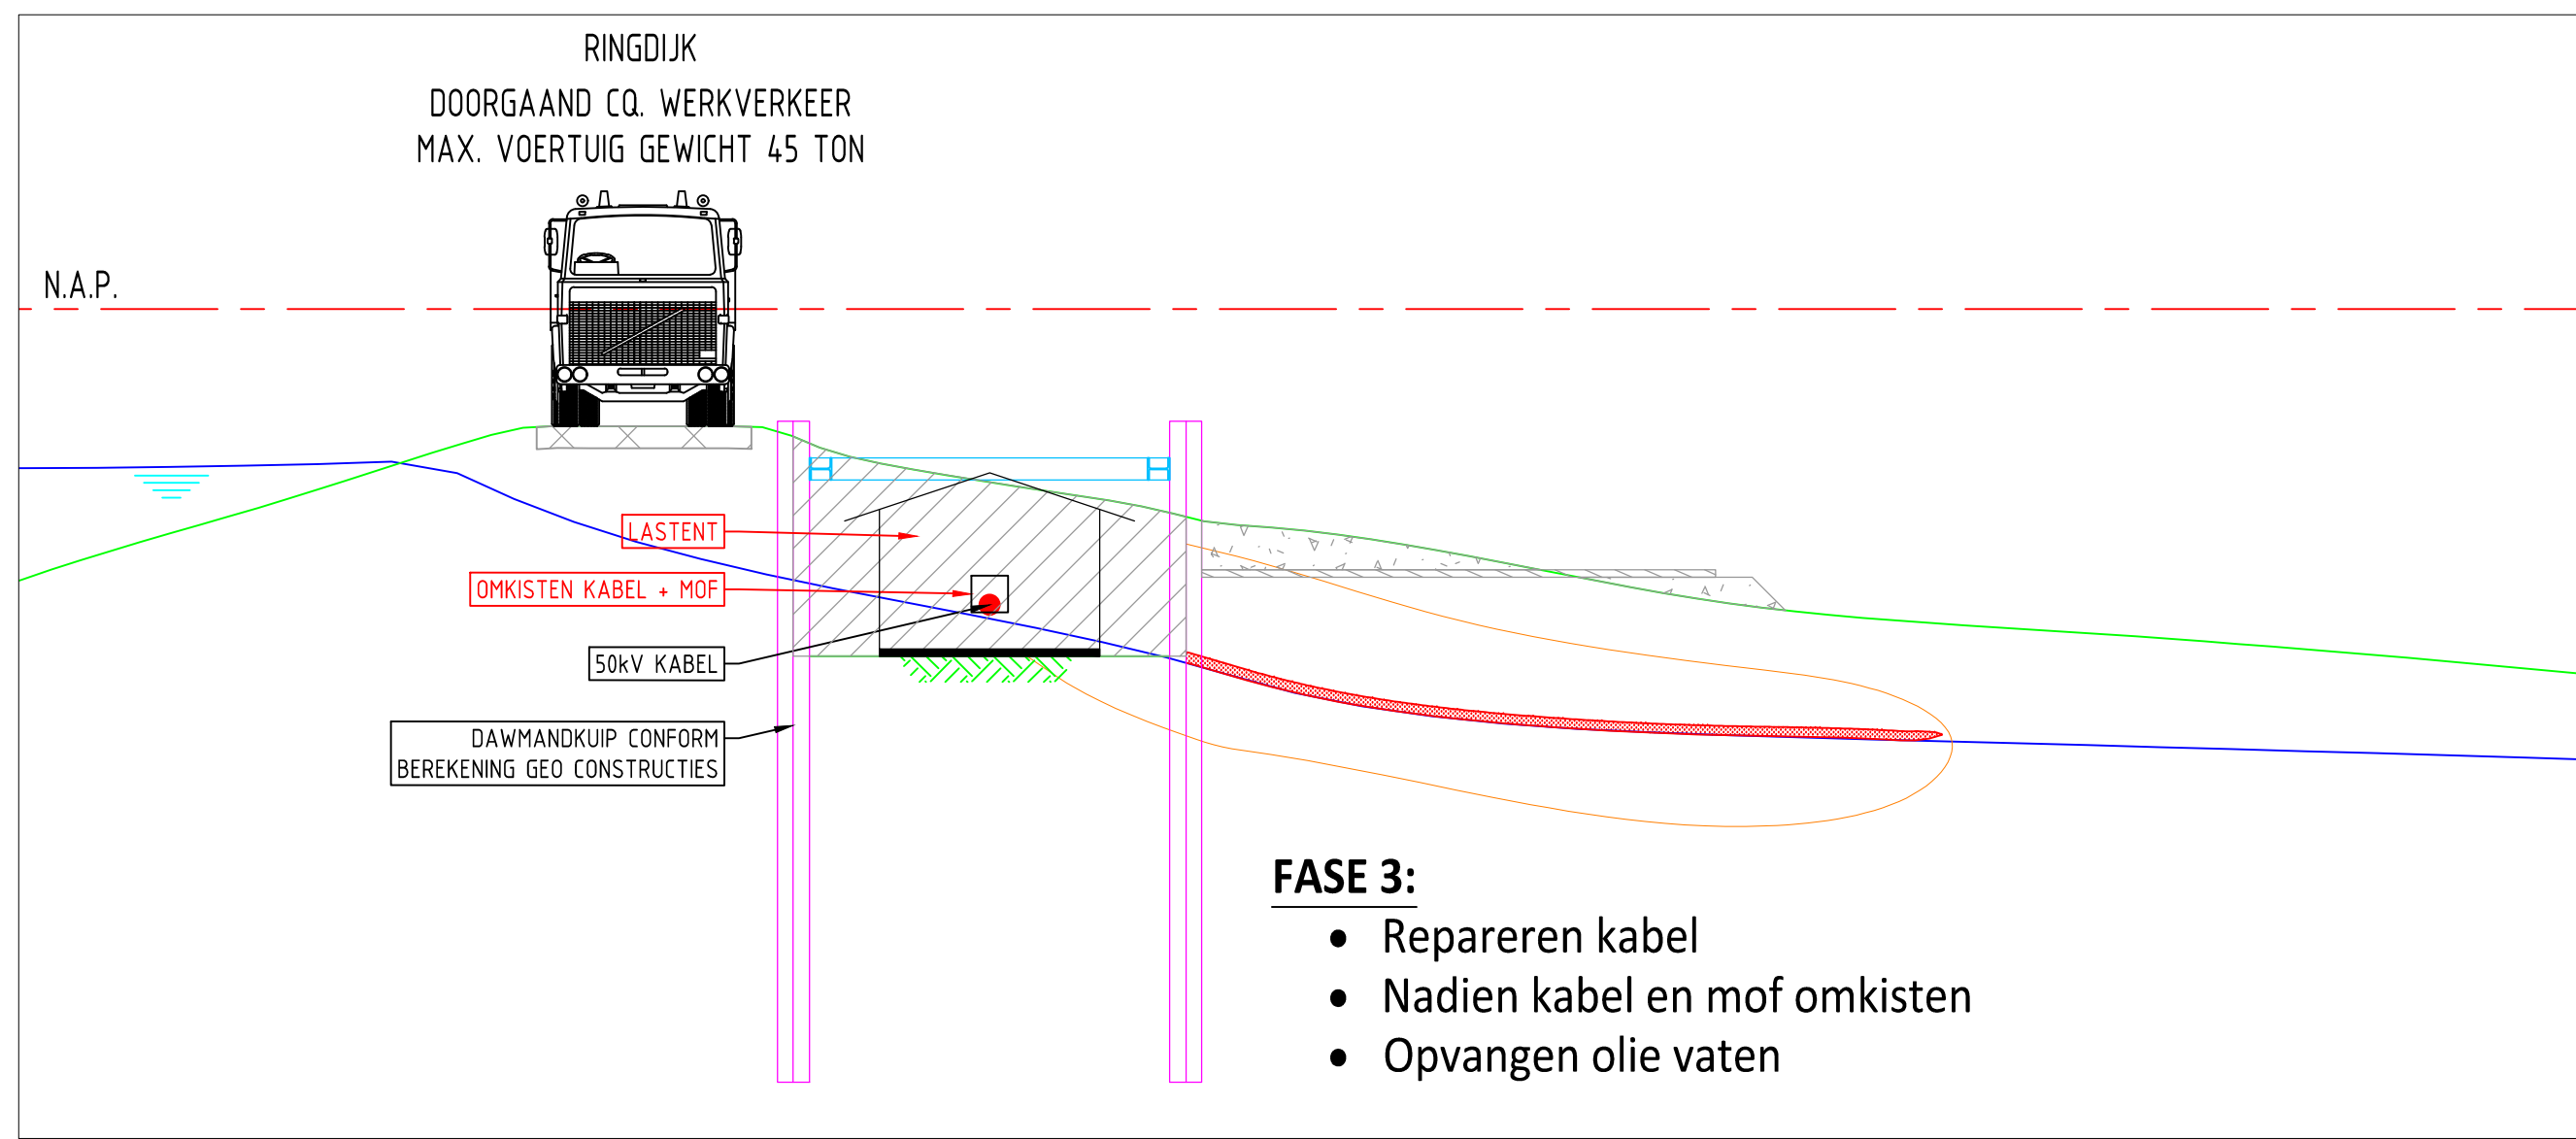 RINGDIJK
DOORGAAND CQ. WERKVERKEER
MAX. VOERTUIG GEWICHT 45 TON
N.A.P.
LASTENT
OMKISTEN KABEL + MOF
50kV KABEL
DAWMANDKUIP CONFORM
BEREKENING GEO CONSTRUCTIES
FASE 3:
• Repareren kabel
• Nadien kabel en mof omkisten
• Opvangen olie vaten